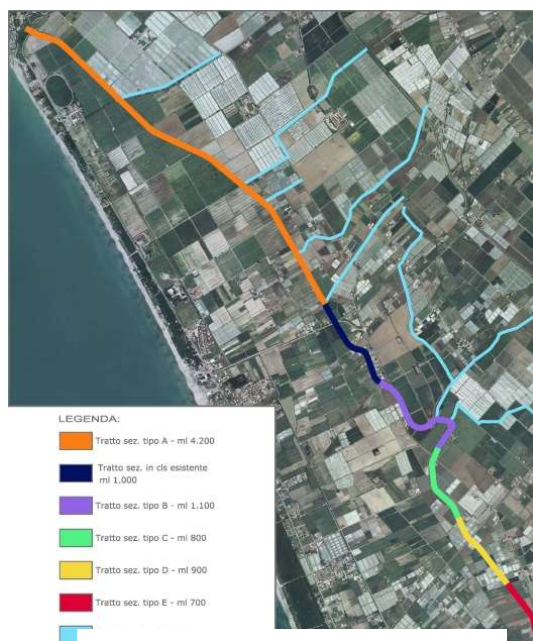 LEGENDA:
Tratto sez. tipo A - ml 4.200
Tratto sez. in cls esistente
ml 1.000
Tratto sez. tipo B - ml 1.100
Tratto sez. tipo C - ml 800
Tratto sez. tipo D - ml 900
Tratto sez. tipo E - ml 700